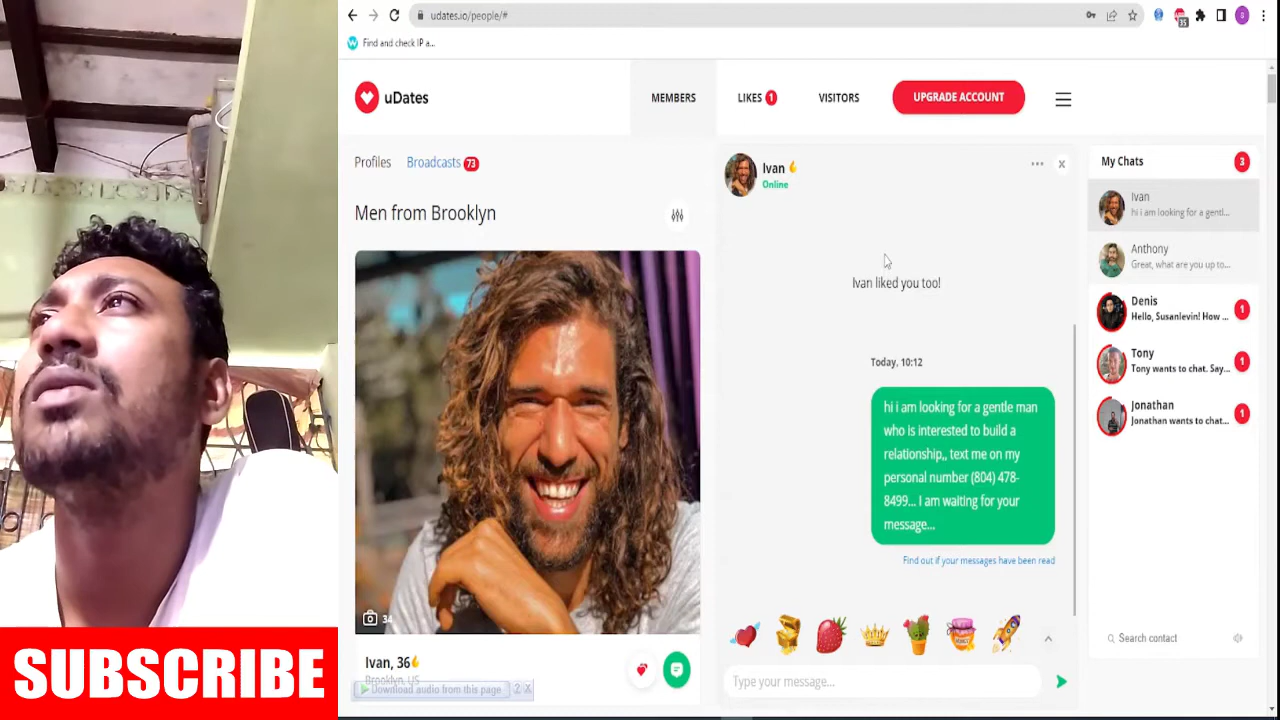 udates.io/people/#
35
S
Find and check IP a...
uDates
MEMBERS
LIKES 1
VISITORS
UPGRADE ACCOUNT
Profiles
Broadcasts 73
Men from Brooklyn
34
Ivan, 36
Brooklyn, US
Download audio from this page
? X
Ivan
Online
Ivan liked you too!
Today, 10:12
hi i am looking for a gentle man
who is interested to build a
relationship,, text me on my
personal number (804) 478-
8499... I am waiting for your
message...
Find out if your messages have been read
Type your message...
My Chats 3
Ivan
hi i am looking for a gentl...
Anthony
Great, what are you up to...
Denis
Hello, Susanlevin! How ...
1
Tony
Tony wants to chat. Say...
1
Jonathan
Jonathan wants to chat...
1
Search contact
SUBSCRIBE